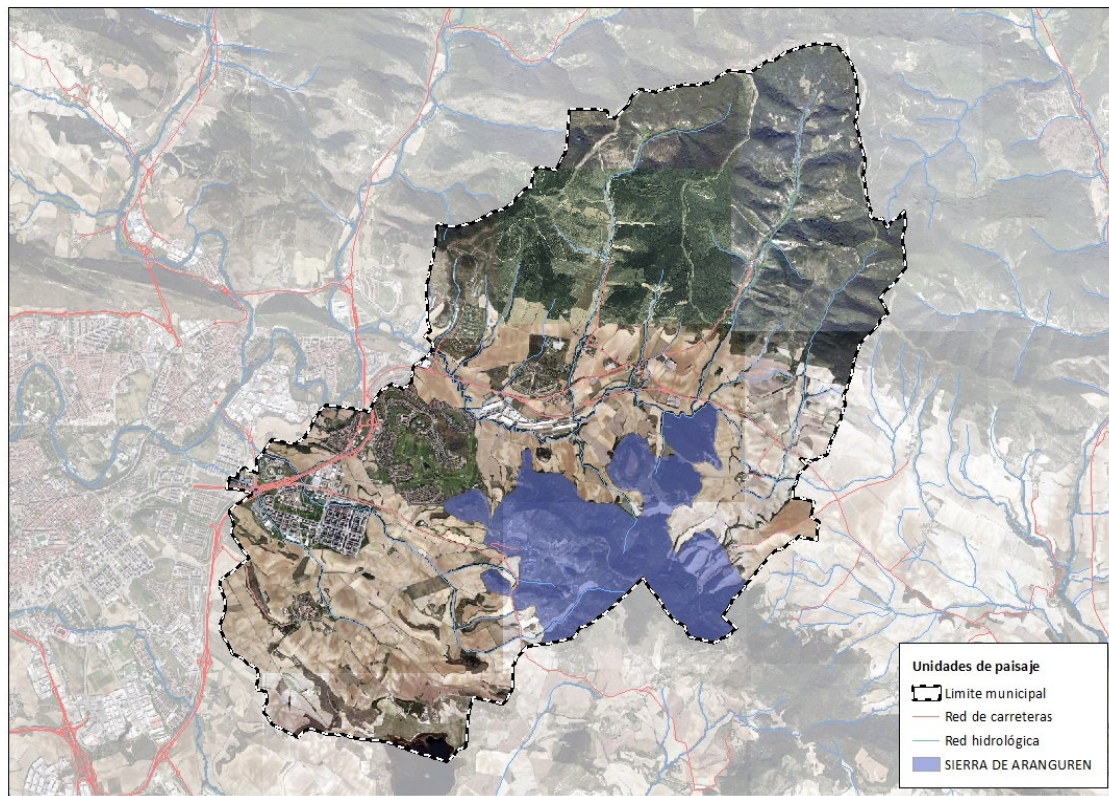 Unidades de paisaje
Limite municipal
Red de carreteras
Red hidrológica
SIERRA DE ARANGUREN